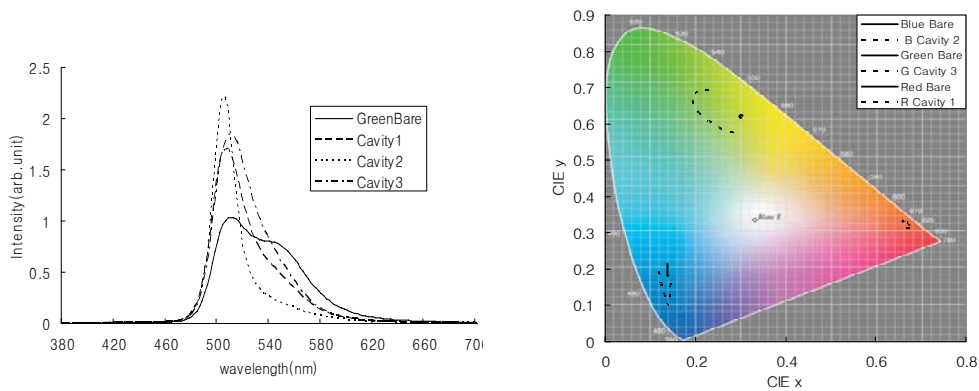 2.5
2
1.5
1
0.5
0
Intensity(arb.unit)
380 420 460 500 540 580 620 660 700
wavelength(nm)
GreenBare
Cavity1
Cavity2
Cavity3
0.9
0.8
0.7
0.6
0.5
0.4
0.3
0.2
0.1
0
CIE y
0 0.2 0.4 0.6 0.8
CIE x
Blue Bare
B Cavity 2
Green Bare
G Cavity 3
Red Bare
R Cavity 1